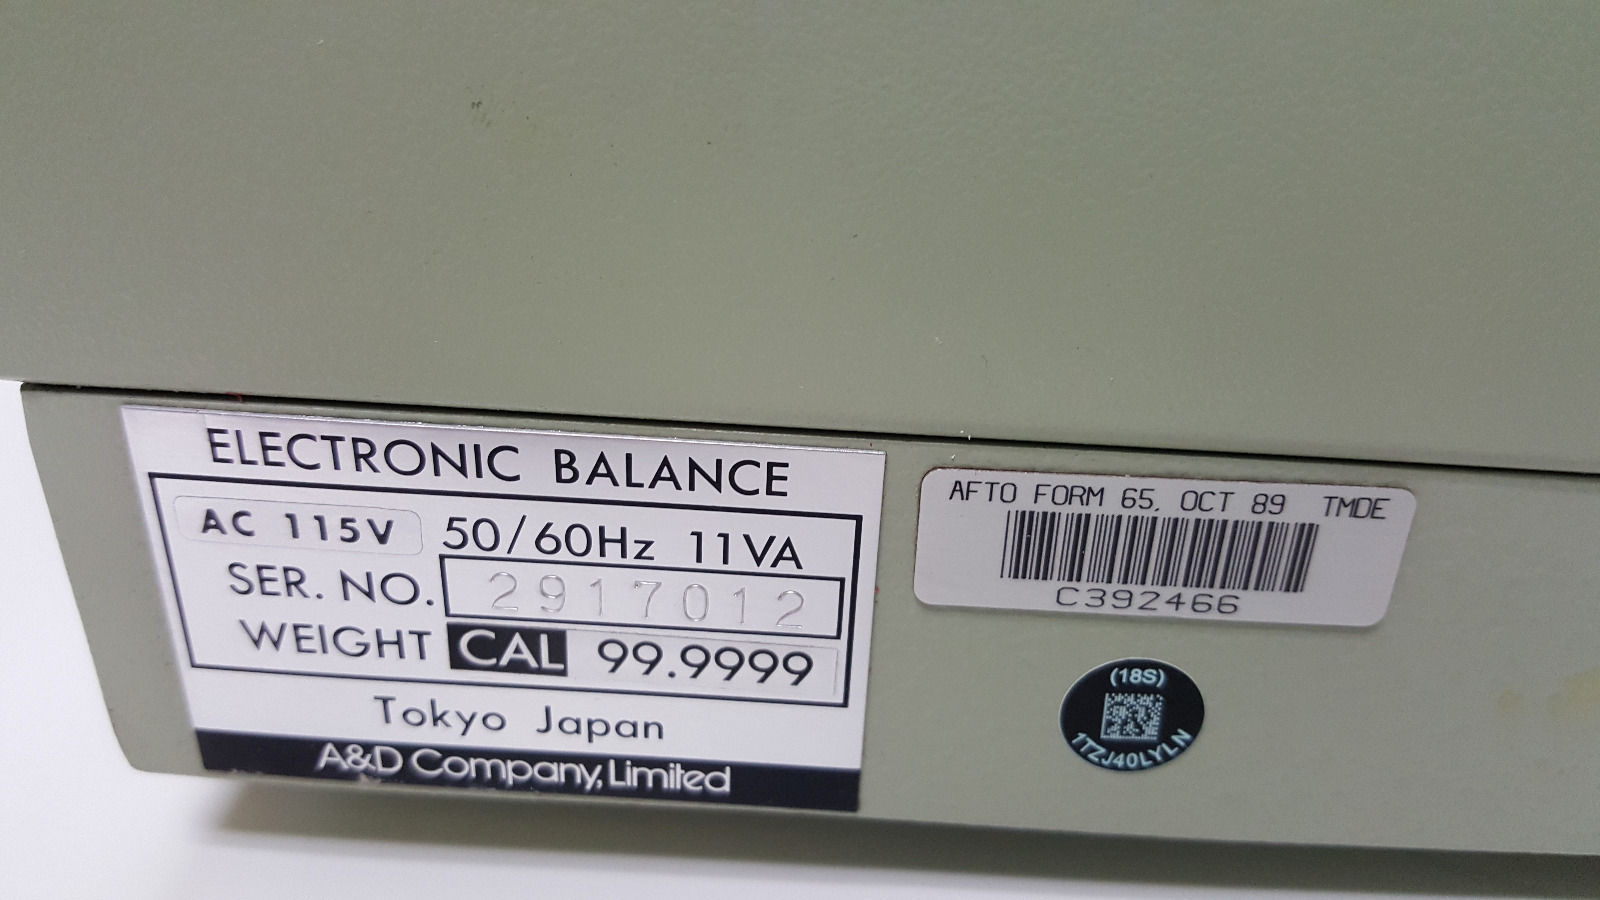 ELECTRONIC BALANCE
AC 115V 50/60Hz 11VA
SER. NO. 2917012
WEIGHT CAL 99.9999
Tokyo Japan
A&D Company, Limited
AFTO FORM 65, OCT 89 TMDE
C392466
(18S)
1TZJ40LYLN